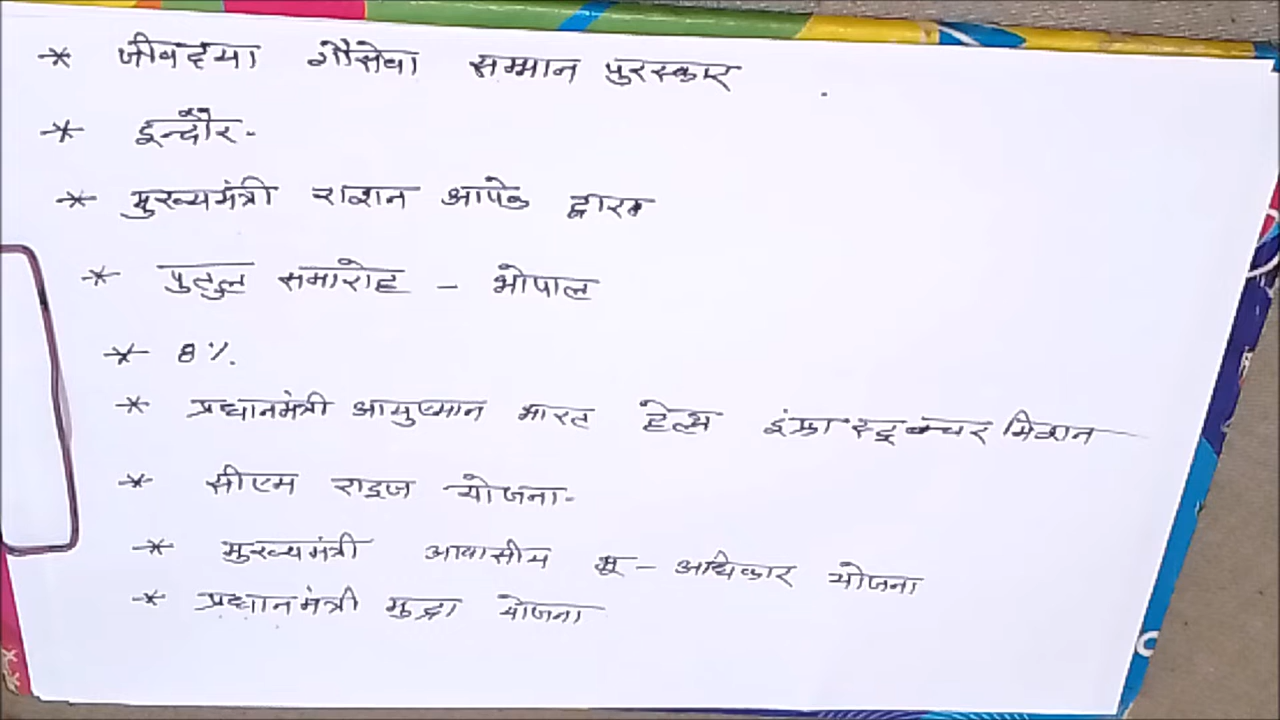 * जीवदया गौसेवा सम्मान पुरस्कार
* इन्दौर-
* मुख्यमंत्री राशन आपके द्वारा
* पुतुल समारोह - भोपाल
* 8%.
* प्रधानमंत्री आयुष्मान भारत हेल्थ इंफ्रास्ट्रक्चर मिशन
* सीएम राइज योजना-
* मुख्यमंत्री आवासीय भू - अधिकार योजना
* प्रधानमंत्री मुद्रा योजना